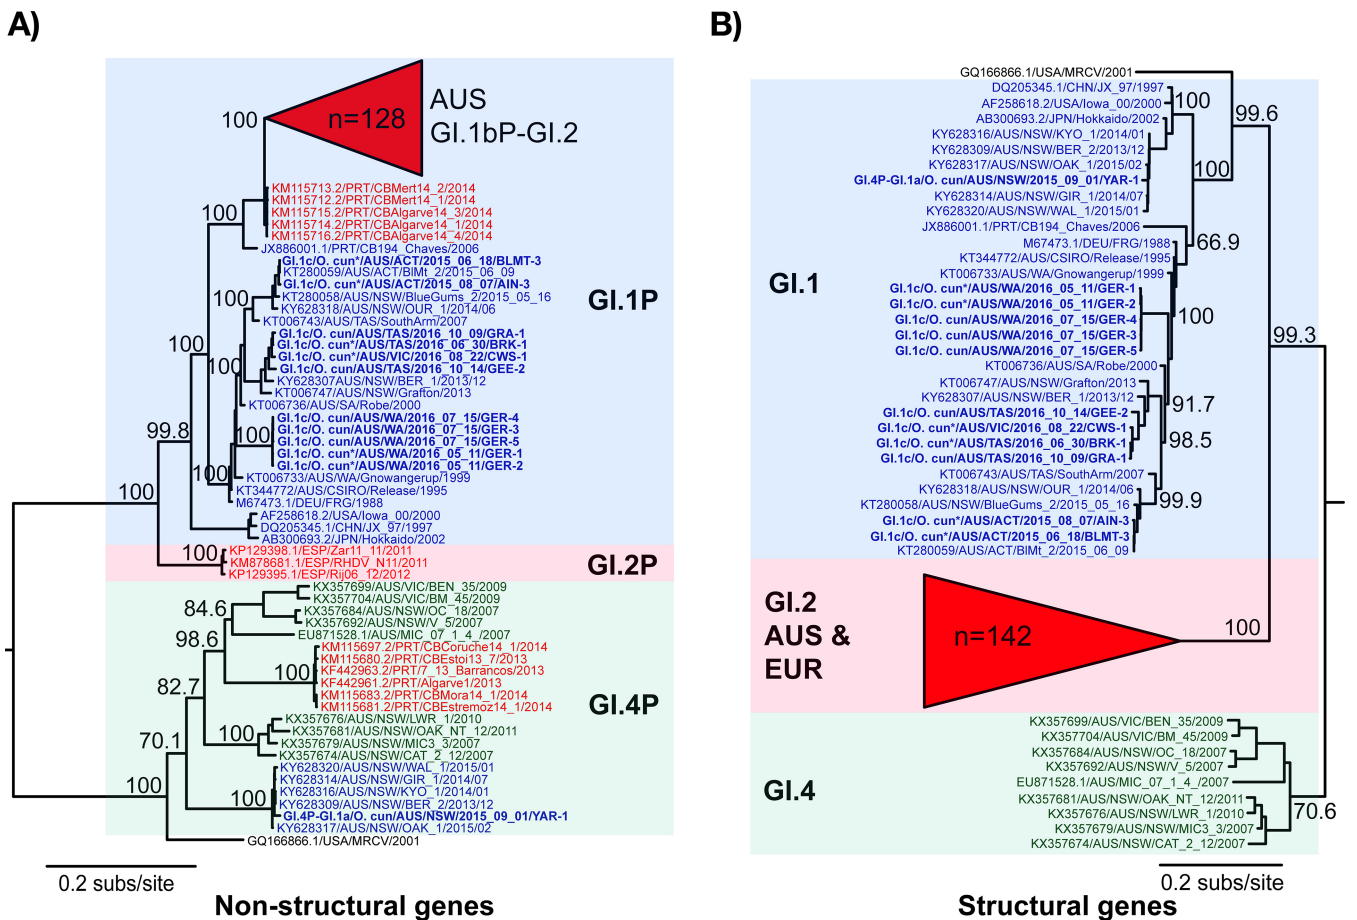 A)
AUS
GI.1bP-GI.2
n=128
100
KM115713.2/PRT/CBMert14_2/2014
KM115712.2/PRT/CBMert14_1/2014
KM115715.2/PRT/CBAlgarve14_3/2014
100
KM115714.2/PRT/CBAlgarve14_1/2014
KM115716.2/PRT/CBAlgarve14_4/2014
JX886001.1/PRT/CB194_Chaves/2006
GI.1c/O. cun*/AUS/ACT/2015_06_18/BLMT-3
KT280059/AUS/ACT/BlMt_2/2015_06_09
GI.1c/O. cun*/AUS/ACT/2015_08_07/AIN-3
100
KT280058/AUS/NSW/BlueGums_2/2015_05_16
GI.1P
KY628318/AUS/NSW/OUR_1/2014/06
KT006743/AUS/TAS/SouthArm/2007
GI.1c/O. cun*/AUS/TAS/2016_10_09/GRA-1
100
GI.1c/O. cun*/AUS/TAS/2016_06_30/BRK-1
GI.1c/O. cun*/AUS/VIC/2016_08_22/CWS-1
100
GI.1c/O. cun*/AUS/TAS/2016_10_14/GEE-2
KY628307/AUS/NSW/BER_1/2013/12
KT006747/AUS/NSW/Grafton/2013
KT006736/AUS/SA/Robe/2000
GI.1c/O. cun*/AUS/WA/2016_07_15/GER-4
99.8
GI.1c/O. cun*/AUS/WA/2016_07_15/GER-3
100
GI.1c/O. cun*/AUS/WA/2016_07_15/GER-5
GI.1c/O. cun*/AUS/WA/2016_05_11/GER-1
GI.1c/O. cun*/AUS/WA/2016_05_11/GER-2
100
KT006733/AUS/WA/Gnowangerup/1999
100
KT344772/AUS/CSIRO/Release/1995
M67473.1/DEU/FRG/1988
AF258618.2/USA/Iowa_00/2000
DQ205345.1/CHN/JX_97/1997
AB300693.2/JPN/Hokkaido/2002
100
KP129398.1/ESP/Zar11_11/2011
KM878681.1/ESP/RHDV_N11/2011
GI.2P
KP129395.1/ESP/Rij06_12/2012
KX357699/AUS/VIC/BEN_35/2009
KX357704/AUS/VIC/BM_45/2009
84.6
KX357684/AUS/NSW/OC_18/2007
KX357692/AUS/NSW/V_5/2007
98.6
EU871528.1/AUS/MIC_07_1_4_/2007
KM115697.2/PRT/CBCoruche14_1/2014
KM115680.2/PRT/CBEstoi13_7/2013
100
KF442963.2/PRT/7_13_Barrancos/2013
KF442961.2/PRT/Algarve1/2013
82.7
KM115683.2/PRT/CBMora14_1/2014
KM115681.2/PRT/CBEstremoz14_1/2014
GI.4P
KX357676/AUS/NSW/LWR_1/2010
100
KX357681/AUS/NSW/OAK_NT_12/2011
70.1
KX357679/AUS/NSW/MIC3_3/2007
KX357674/AUS/NSW/CAT_2_12/2007
KY628320/AUS/NSW/WAL_1/2015/01
KY628314/AUS/NSW/GIR_1/2014/07
100
KY628316/AUS/NSW/KYO_1/2014/01
100
KY628309/AUS/NSW/BER_2/2013/12
GI.4P-GI.1a/O. cun/AUS/NSW/2015_09_01/YAR-1
KY628317/AUS/NSW/OAK_1/2015/02
GQ166866.1/USA/MRCV/2001
0.2 subs/site
Non-structural genes
B)
GQ166866.1/USA/MRCV/2001
DQ205345.1/CHN/JX_97/1997
AF258618.2/USA/Iowa_00/2000
100
99.6
AB300693.2/JPN/Hokkaido/2002
KY628316/AUS/NSW/KYO_1/2014/01
KY628309/AUS/NSW/BER_2/2013/12
KY628317/AUS/NSW/OAK_1/2015/02
100
GI.4P-GI.1a/O. cun/AUS/NSW/2015_09_01/YAR-1
KY628314/AUS/NSW/GIR_1/2014/07
KY628320/AUS/NSW/WAL_1/2015/01
JX886001.1/PRT/CB194_Chaves/2006
66.9
M67473.1/DEU/FRG/1988
KT344772/AUS/CSIRO/Release/1995
KT006733/AUS/WA/Gnowangerup/1999
GI.1
GI.1c/O. cun*/AUS/WA/2016_05_11/GER-1
GI.1c/O. cun*/AUS/WA/2016_05_11/GER-2
100
GI.1c/O. cun*/AUS/WA/2016_07_15/GER-4
GI.1c/O. cun*/AUS/WA/2016_07_15/GER-3
99.3
GI.1c/O. cun*/AUS/WA/2016_07_15/GER-5
KT006736/AUS/SA/Robe/2000
KT006747/AUS/NSW/Grafton/2013
KY628307/AUS/NSW/BER_1/2013/12
91.7
GI.1c/O. cun/AUS/TAS/2016_10_14/GEE-2
GI.1c/O. cun*/AUS/VIC/2016_08_22/CWS-1
98.5
GI.1c/O. cun*/AUS/TAS/2016_06_30/BRK-1
GI.1c/O. cun*/AUS/TAS/2016_10_09/GRA-1
KT006743/AUS/TAS/SouthArm/2007
KY628318/AUS/NSW/OUR_1/2014/06
99.9
KT280058/AUS/NSW/BlueGums_2/2015_05_16
GI.1c/O. cun*/AUS/ACT/2015_08_07/AIN-3
GI.1c/O. cun*/AUS/ACT/2015_06_18/BLMT-3
KT280059/AUS/ACT/BlMt_2/2015_06_09
GI.2
AUS &
EUR
n=142
100
KX357699/AUS/VIC/BEN_35/2009
KX357704/AUS/VIC/BM_45/2009
KX357684/AUS/NSW/OC_18/2007
KX357692/AUS/NSW/V_5/2007
EU871528.1/AUS/MIC_07_1_4_/2007
GI.4
KX357681/AUS/NSW/OAK_NT_12/2011
KX357676/AUS/NSW/LWR_1/2010
70.6
KX357679/AUS/NSW/MIC3_3/2007
KX357674/AUS/NSW/CAT_2_12/2007
0.2 subs/site
Structural genes